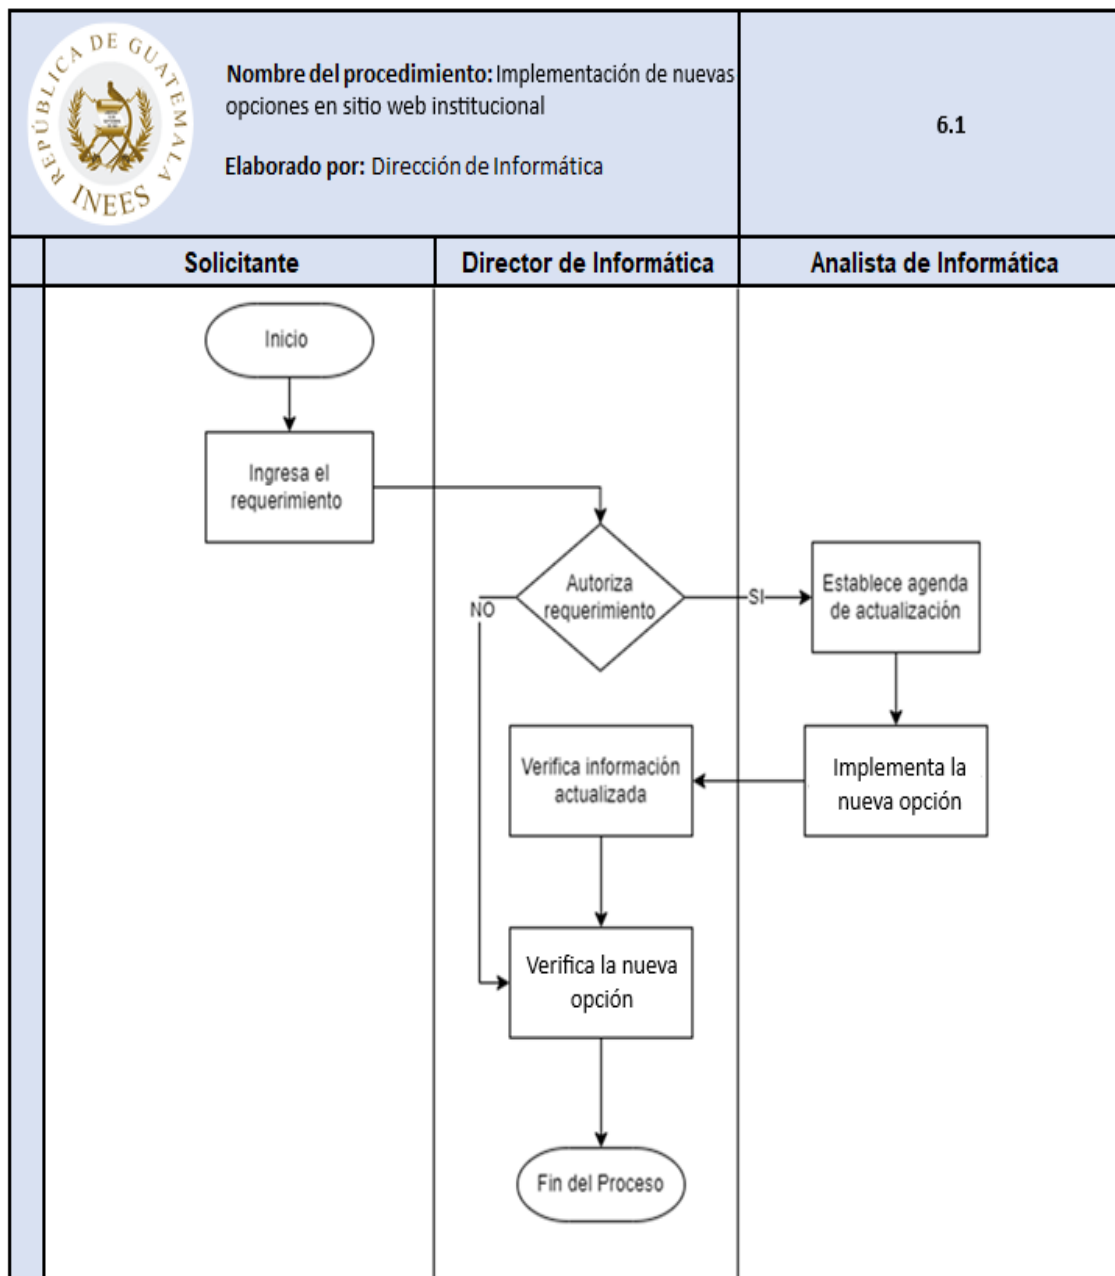 REPÚBLICA DE GUATEMALA
INEES
Nombre del procedimiento: Implementación de nuevas
opciones en sitio web institucional
Elaborado por: Dirección de Informática
6.1
Solicitante
Director de Informática
Analista de Informática
Inicio
Ingresa el
requerimiento
Autoriza
requerimiento
NO
SI
Establece agenda
de actualización
Implementa la
nueva opción
Verifica información
actualizada
Verifica la nueva
opción
Fin del Proceso